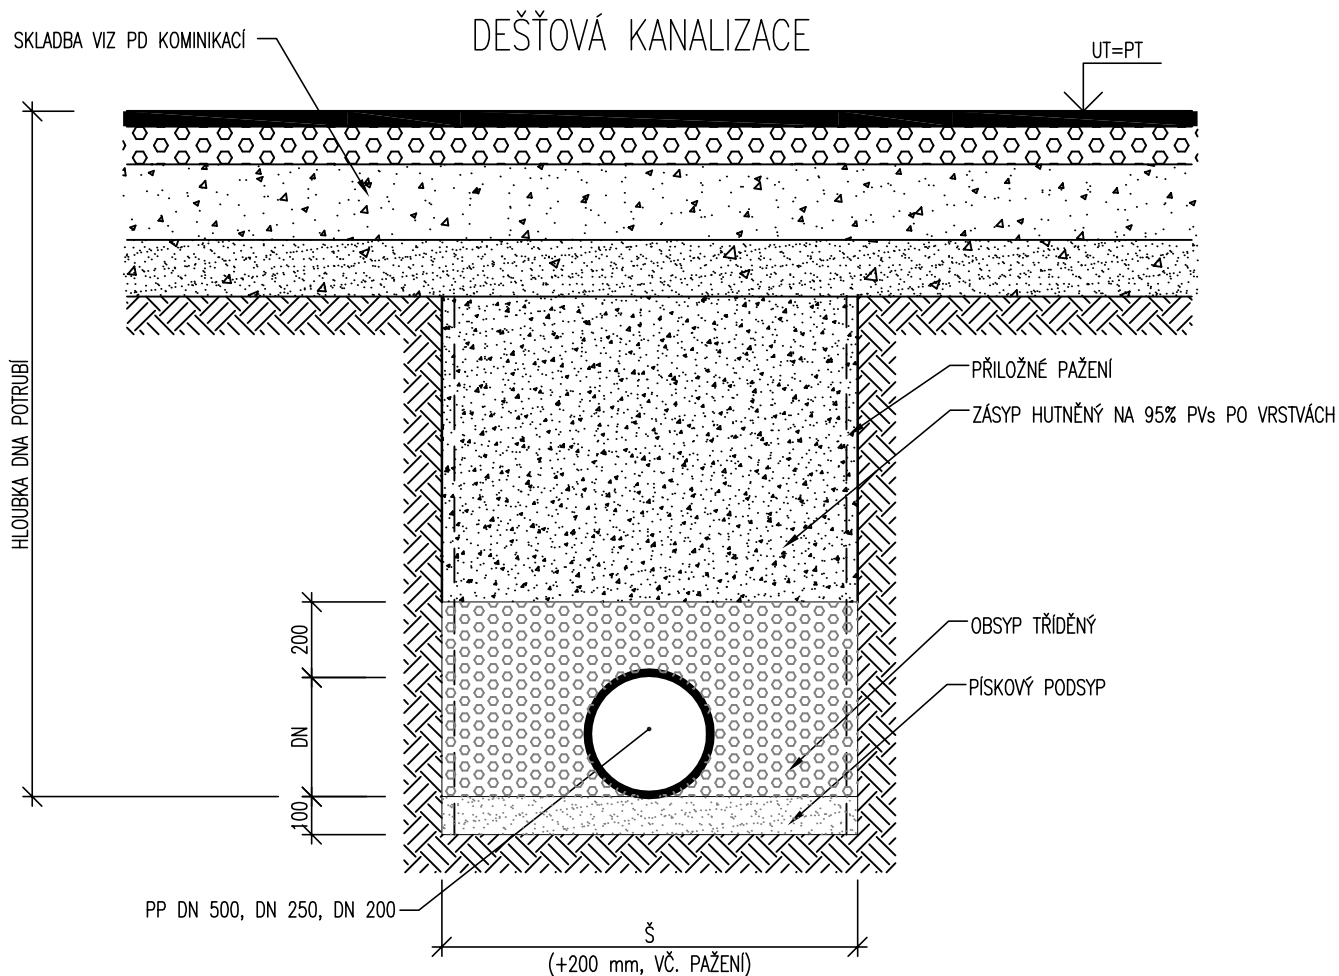 DEŠŤOVÁ KANALIZACE
SKLADBA VIZ PD KOMINIKACÍ
UT=PT
HLOUBKA DNA POTRUBÍ
PŘILOŽNÉ PAŽENÍ
ZÁSYP HUTNĚNÝ NA 95% PVs PO VRSTVÁCH
200
OBSYP TŘÍDĚNÝ
PÍSKOVÝ PODSYP
DN
100
PP DN 500, DN 250, DN 200
Š
(+200 mm, VČ. PAŽENÍ)